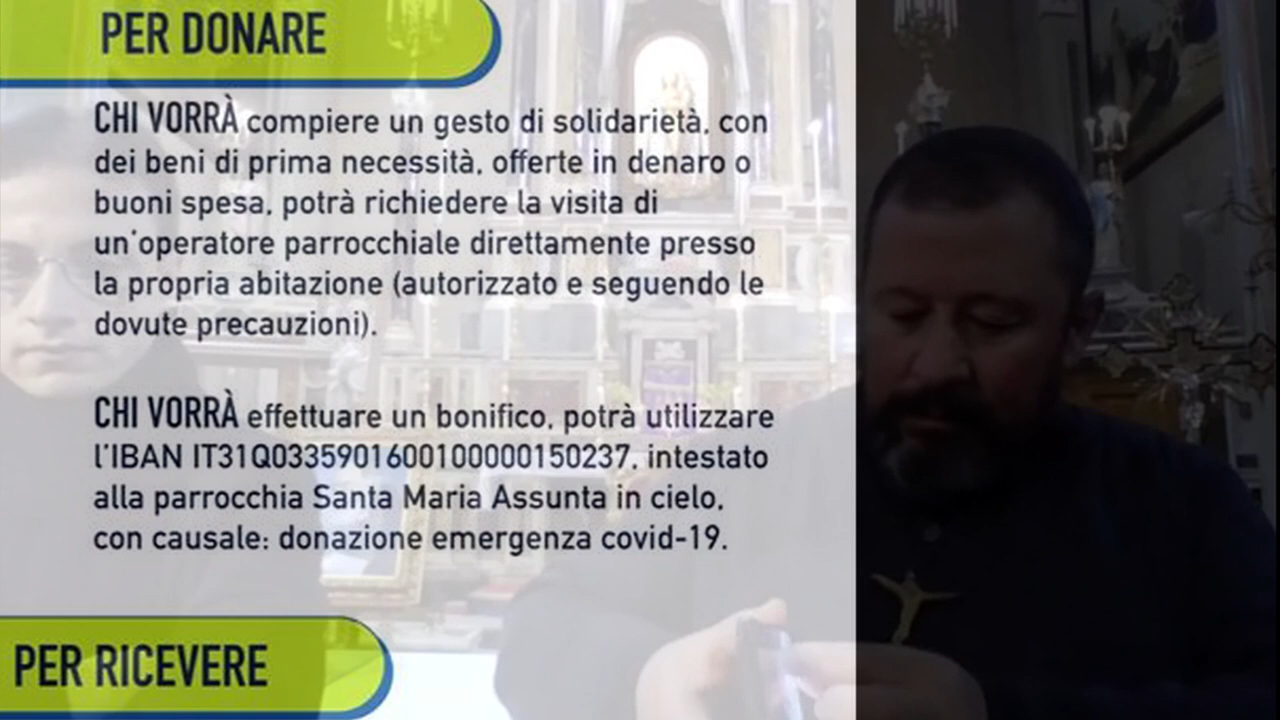 PER DONARE
CHI VORRÀ compiere un gesto di solidarietà, con
dei beni di prima necessità, offerte in denaro o
buoni spesa, potrà richiedere la visita di
un'operatore parrocchiale direttamente presso
la propria abitazione (autorizzato e seguendo le
dovute precauzioni).
CHI VORRÀ effettuare un bonifico, potrà utilizzare
l'IBAN IT31Q0335901600100000150237, intestato
alla parrocchia Santa Maria Assunta in cielo,
con causale: donazione emergenza covid-19.
PER RICEVERE